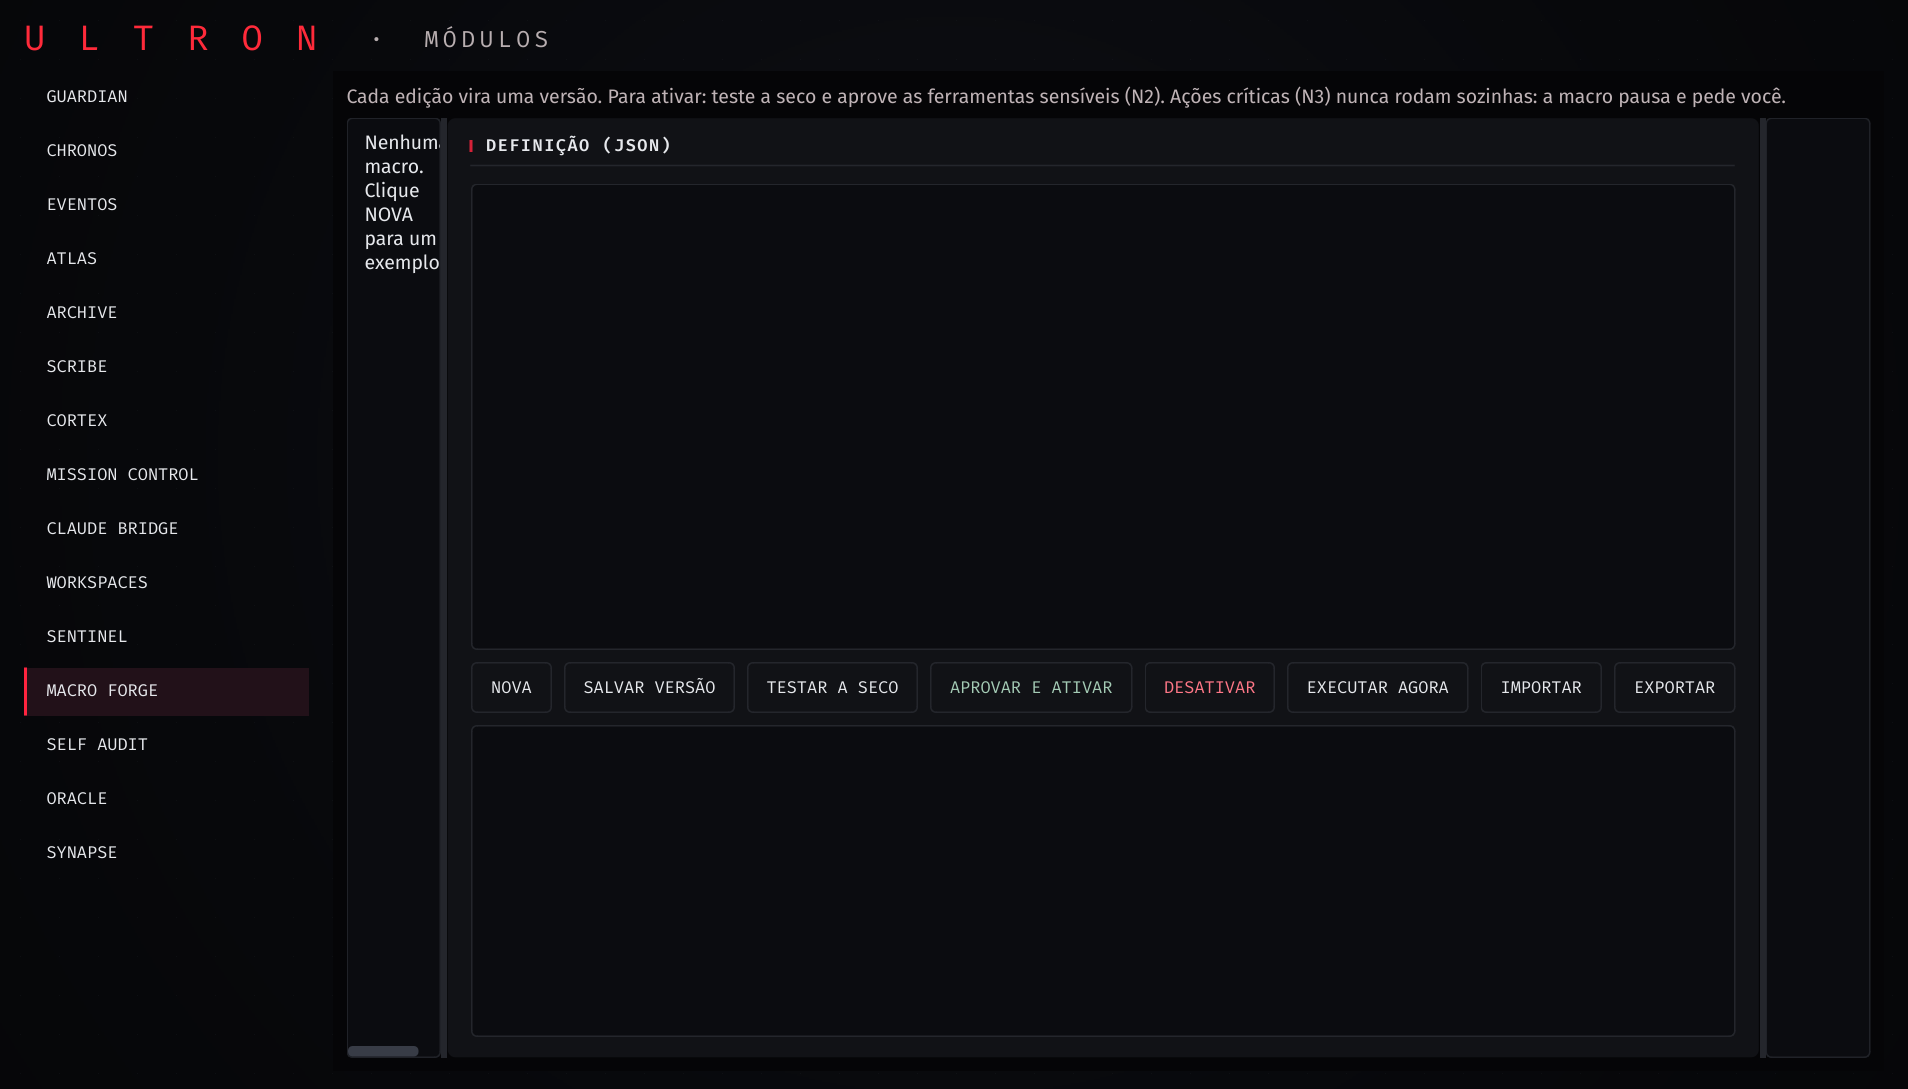 ULTRON · MÓDULOS
GUARDIAN
CHRONOS
EVENTOS
ATLAS
ARCHIVE
SCRIBE
CORTEX
MISSION CONTROL
CLAUDE BRIDGE
WORKSPACES
SENTINEL
MACRO FORGE
SELF AUDIT
ORACLE
SYNAPSE
Cada edição vira uma versão. Para ativar: teste a seco e aprove as ferramentas sensíveis (N2). Ações críticas (N3) nunca rodam sozinhas: a macro pausa e pede você.
Nenhuma
macro.
Clique
NOVA
para um
exemplo
DEFINIÇÃO (JSON)
NOVA
SALVAR VERSÃO
TESTAR A SECO
APROVAR E ATIVAR
DESATIVAR
EXECUTAR AGORA
IMPORTAR
EXPORTAR